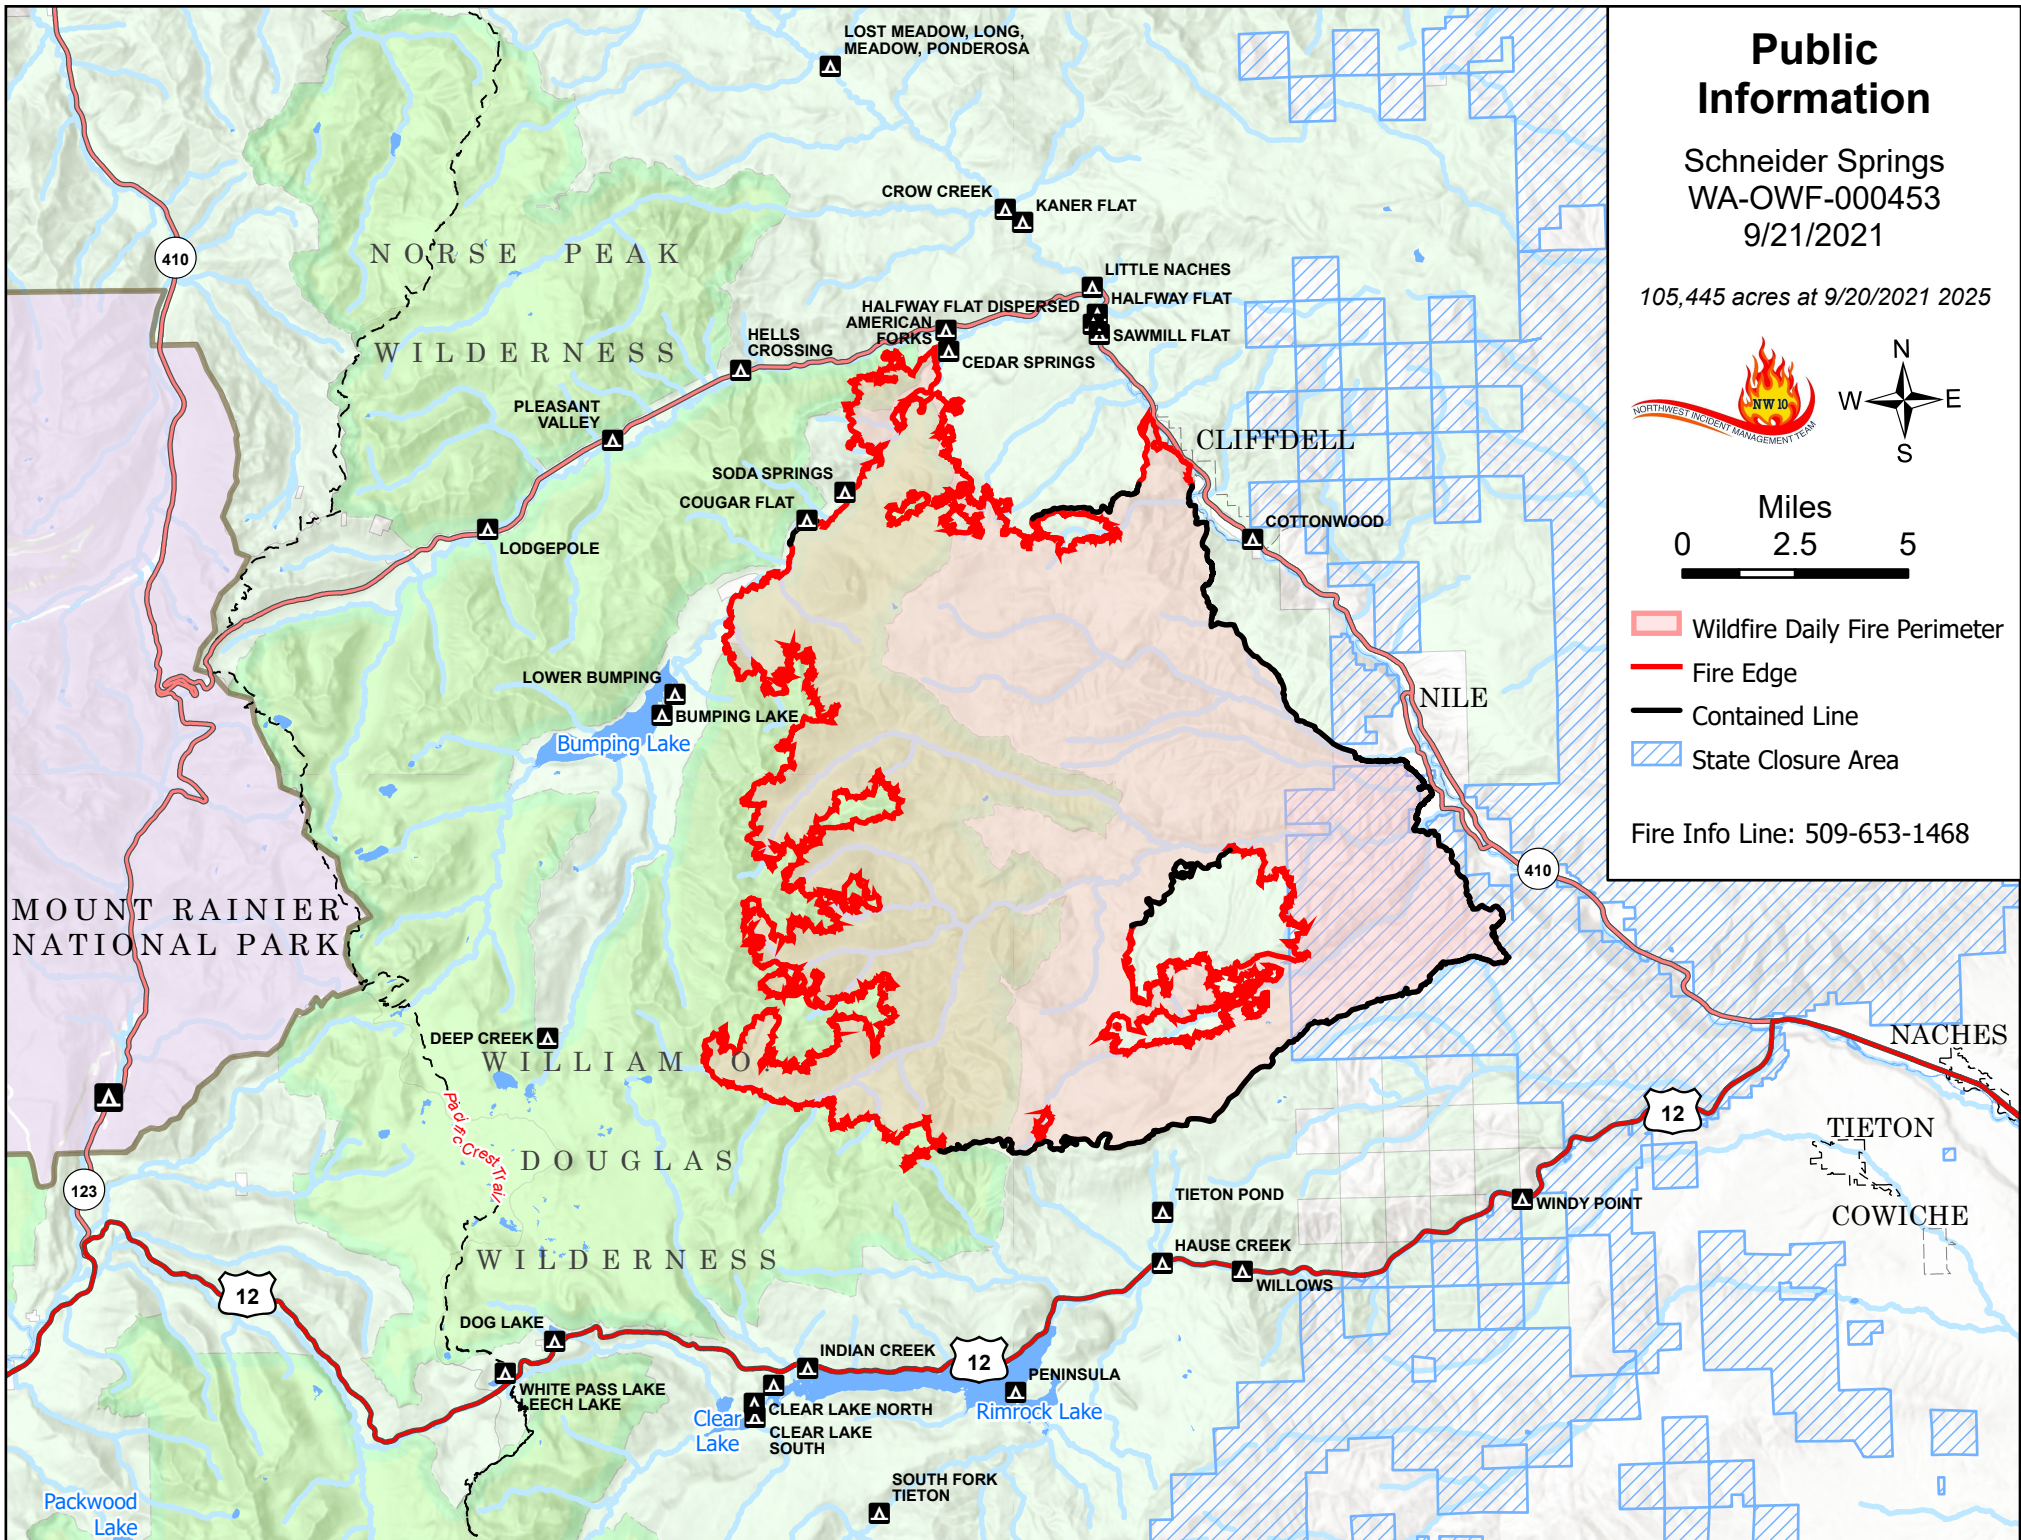 Public
Information
Schneider Springs
WA-OWF-000453
9/21/2021
105,445 acres at 9/20/2021 2025
NW 10
NORTHWEST INCIDENT MANAGEMENT TEAM
N
W
E
S
Miles
0 2.5 5
Wildfire Daily Fire Perimeter
Fire Edge
Contained Line
State Closure Area
Fire Info Line: 509-653-1468
LOST MEADOW, LONG,
MEADOW, PONDEROSA
CROW CREEK
KANER FLAT
NORSE PEAK
WILDERNESS
410
LITTLE NACHES
HALFWAY FLAT DISPERSED
HALFWAY FLAT
AMERICAN
FORKS
SAWMILL FLAT
HELLS
CROSSING
CEDAR SPRINGS
PLEASANT
VALLEY
CLIFFDELL
SODA SPRINGS
COUGAR FLAT
COTTONWOOD
LODGEPOLE
LOWER BUMPING
BUMPING LAKE
Bumping Lake
NILE
410
MOUNT RAINIER
NATIONAL PARK
DEEP CREEK
WILLIAM O.
DOUGLAS
WILDERNESS
Pacific Crest Trail
NACHES
12
TIETON
COWICHE
123
TIETON POND
WINDY POINT
HAUSE CREEK
WILLOWS
12
DOG LAKE
INDIAN CREEK
12
PENINSULA
WHITE PASS LAKE
LEECH LAKE
CLEAR LAKE NORTH
Rimrock Lake
Clear
Lake
CLEAR LAKE
SOUTH
SOUTH FORK
TIETON
Packwood
Lake